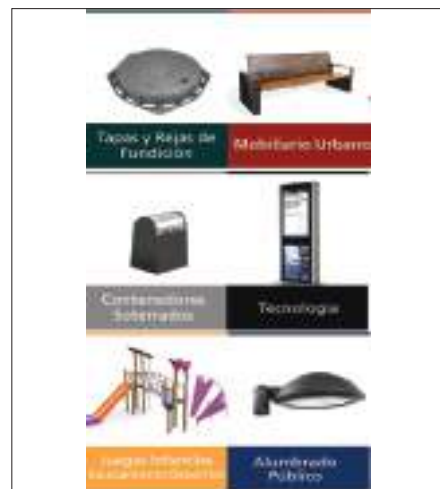 Tapas y Rejas de
Fundición
Mobiliario Urbano
Contenedores
Soterrados
Tecnología
Juegos Infantiles
Alumbrado
Público